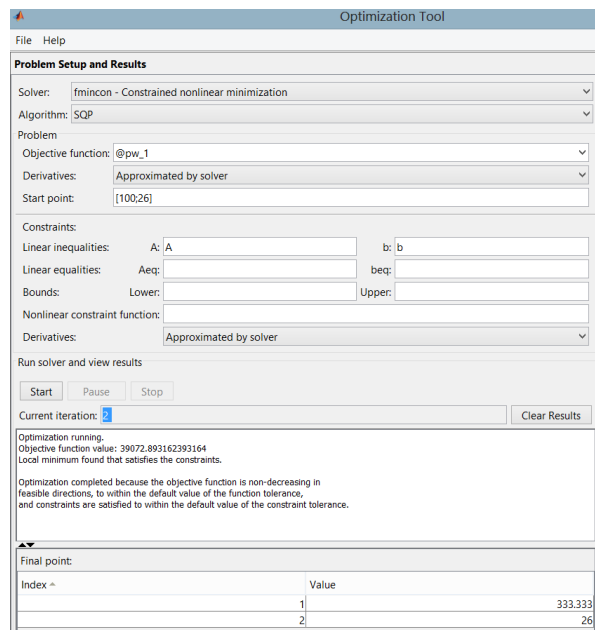 Optimization Tool
File Help
Problem Setup and Results
Solver: fmincon - Constrained nonlinear minimization
Algorithm: SQP
Problem
Objective function: @pw_1
Derivatives: Approximated by solver
Start point: [100;26]
Constraints:
Linear inequalities: A: A b: b
Linear equalities: Aeq: beq:
Bounds: Lower: Upper:
Nonlinear constraint function:
Derivatives: Approximated by solver
Run solver and view results
Start Pause Stop
Current iteration: 2 Clear Results
Optimization running.
Objective function value: 39072.893162393164
Local minimum found that satisfies the constraints.
Optimization completed because the objective function is non-decreasing in
feasible directions, to within the default value of the function tolerance,
and constraints are satisfied to within the default value of the constraint tolerance.
Final point:
Index Value
1 333.333
2 26